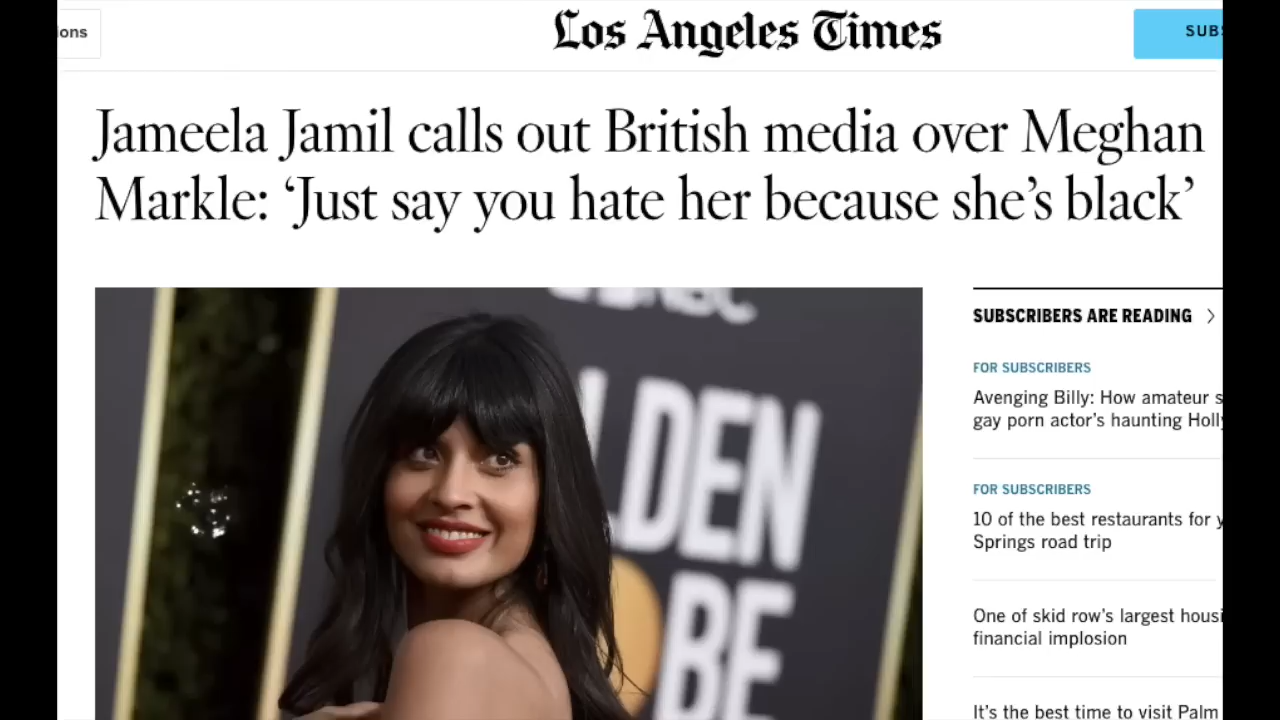 ions
Los Angeles Times
SUBS
Jameela Jamil calls out British media over Meghan
Markle: ‘Just say you hate her because she’s black’
LDEN
BE
SUBSCRIBERS ARE READING
FOR SUBSCRIBERS
Avenging Billy: How amateur s
gay porn actor’s haunting Holly
FOR SUBSCRIBERS
10 of the best restaurants for y
Springs road trip
One of skid row’s largest housi
financial implosion
It’s the best time to visit Palm